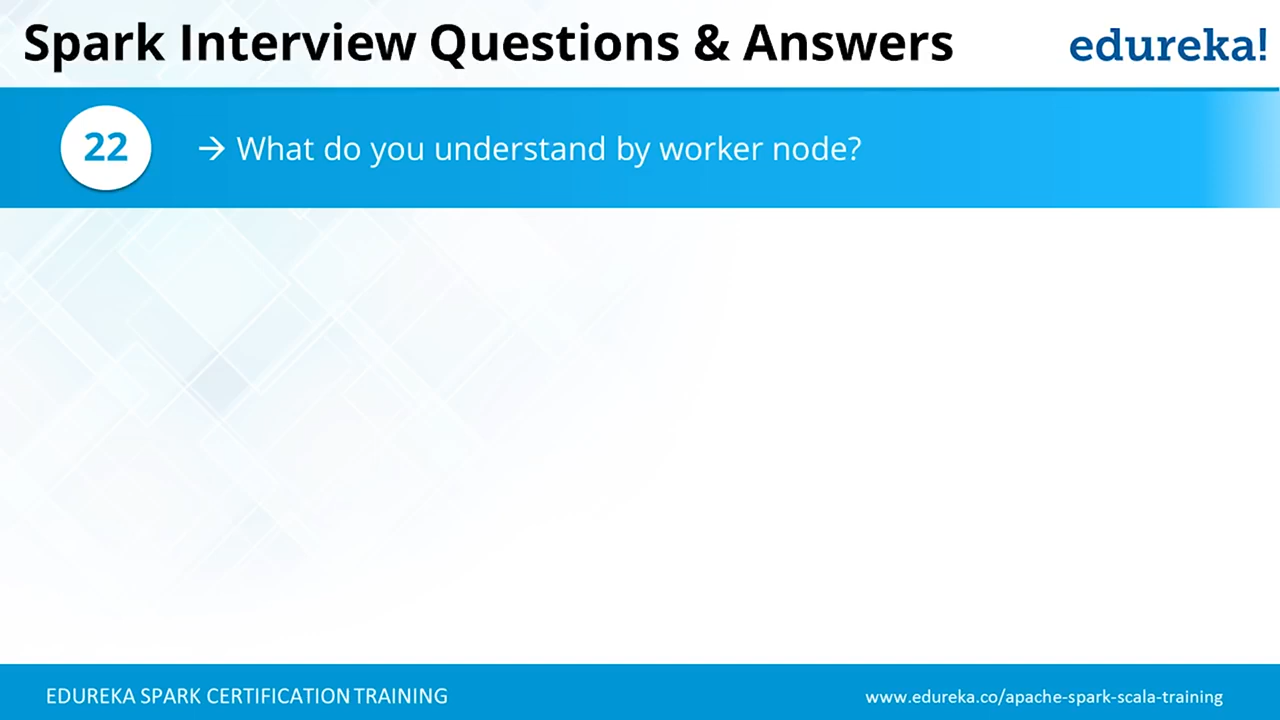 Spark Interview Questions & Answers
edureka!
22
→ What do you understand by worker node?
EDUREKA SPARK CERTIFICATION TRAINING
www.edureka.co/apache-spark-scala-training